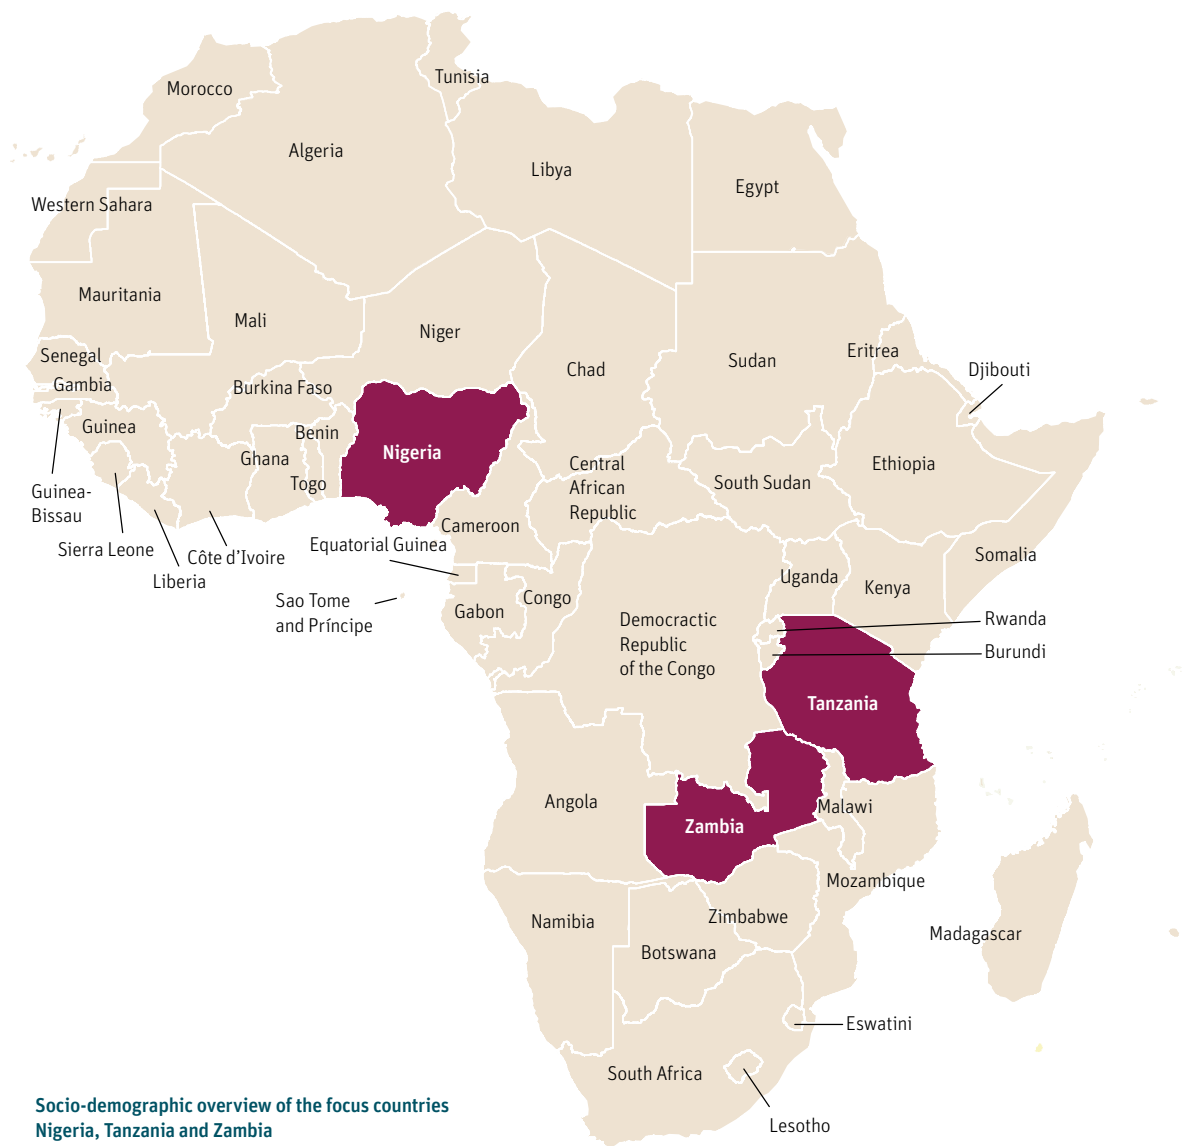 Tunisia
Morocco
Algeria
Libya
Egypt
Western Sahara
Mauritania
Mali
Niger
Chad
Sudan
Eritrea
Djibouti
Senegal
Gambia
Burkina Faso
Guinea
Benin
Ghana
Togo
Nigeria
Central
African
Republic
South Sudan
Ethiopia
Guinea-
Bissau
Sierra Leone
Liberia
Côte d’Ivoire
Cameroon
Equatorial Guinea
Sao Tome
and Príncipe
Gabon
Congo
Democractic
Republic
of the Congo
Uganda
Kenya
Somalia
Rwanda
Burundi
Tanzania
Angola
Zambia
Malawi
Mozambique
Namibia
Zimbabwe
Botswana
Madagascar
Eswatini
South Africa
Lesotho
Socio-demographic overview of the focus countries
Nigeria, Tanzania and Zambia